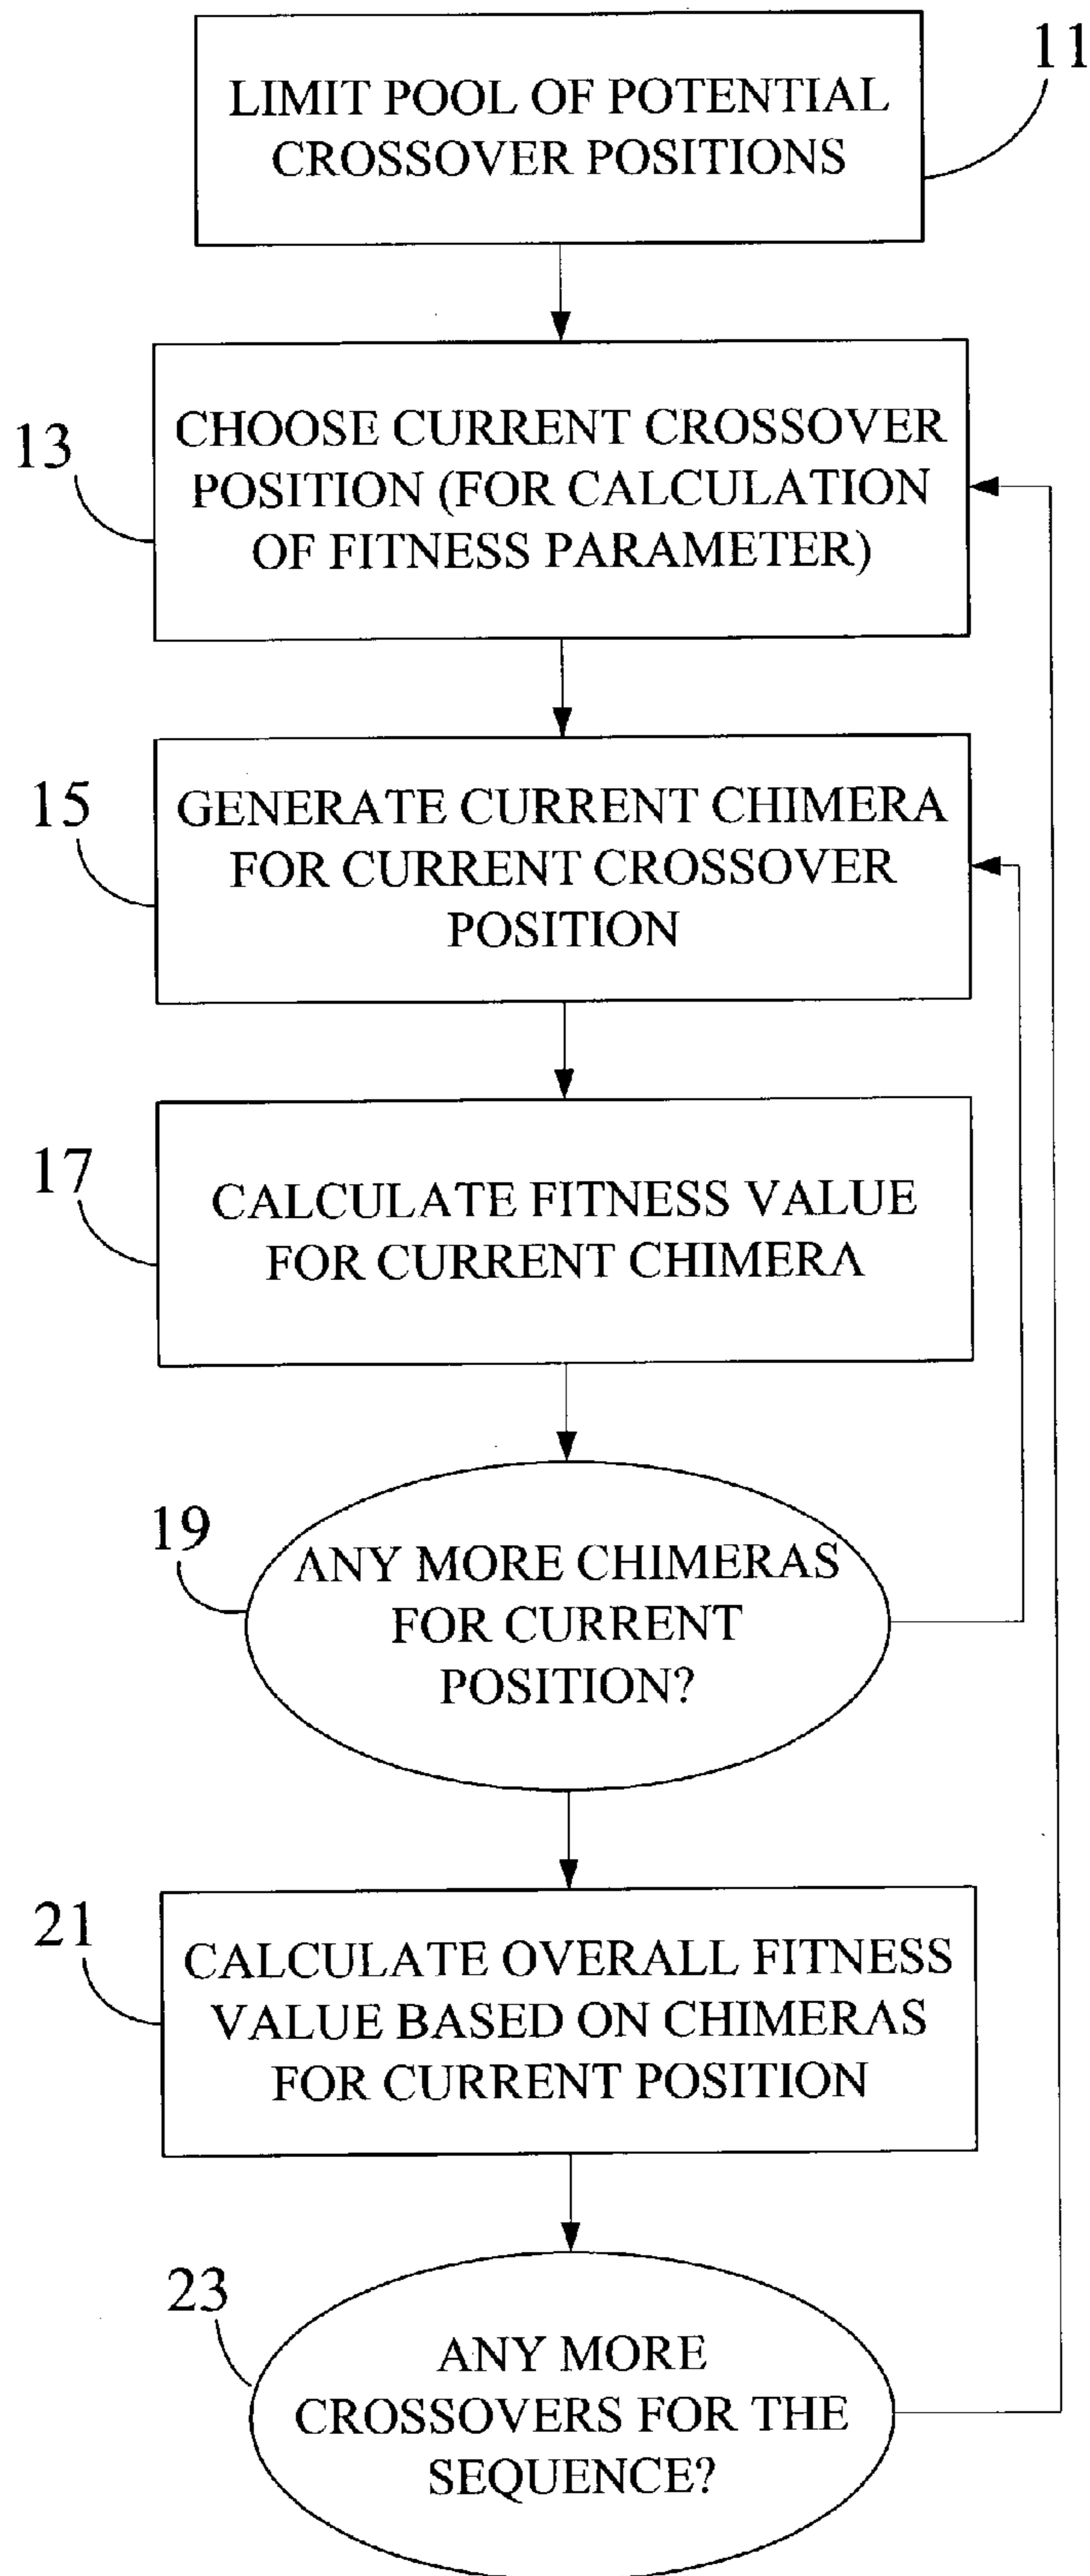 11
LIMIT POOL OF POTENTIAL
CROSSOVER POSITIONS
13
CHOOSE CURRENT CROSSOVER
POSITION (FOR CALCULATION
OF FITNESS PARAMETER)
15
GENERATE CURRENT CHIMERA
FOR CURRENT CROSSOVER
POSITION
17
CALCULATE FITNESS VALUE
FOR CURRENT CHIMERA
19
ANY MORE CHIMERAS
FOR CURRENT
POSITION?
21
CALCULATE OVERALL FITNESS
VALUE BASED ON CHIMERAS
FOR CURRENT POSITION
23
ANY MORE
CROSSOVERS FOR THE
SEQUENCE?